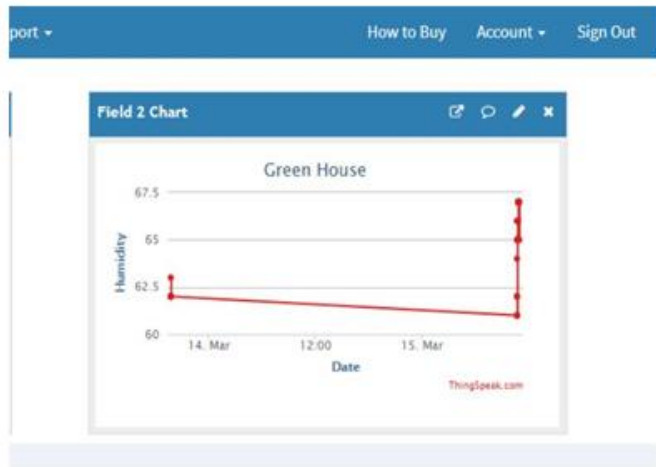 port
How to Buy Account Sign Out
Field 2 Chart
Green House
67.5
65
62.5
60
Humidity
14. Mar 12:00 15. Mar
Date
ThingSpeak.com